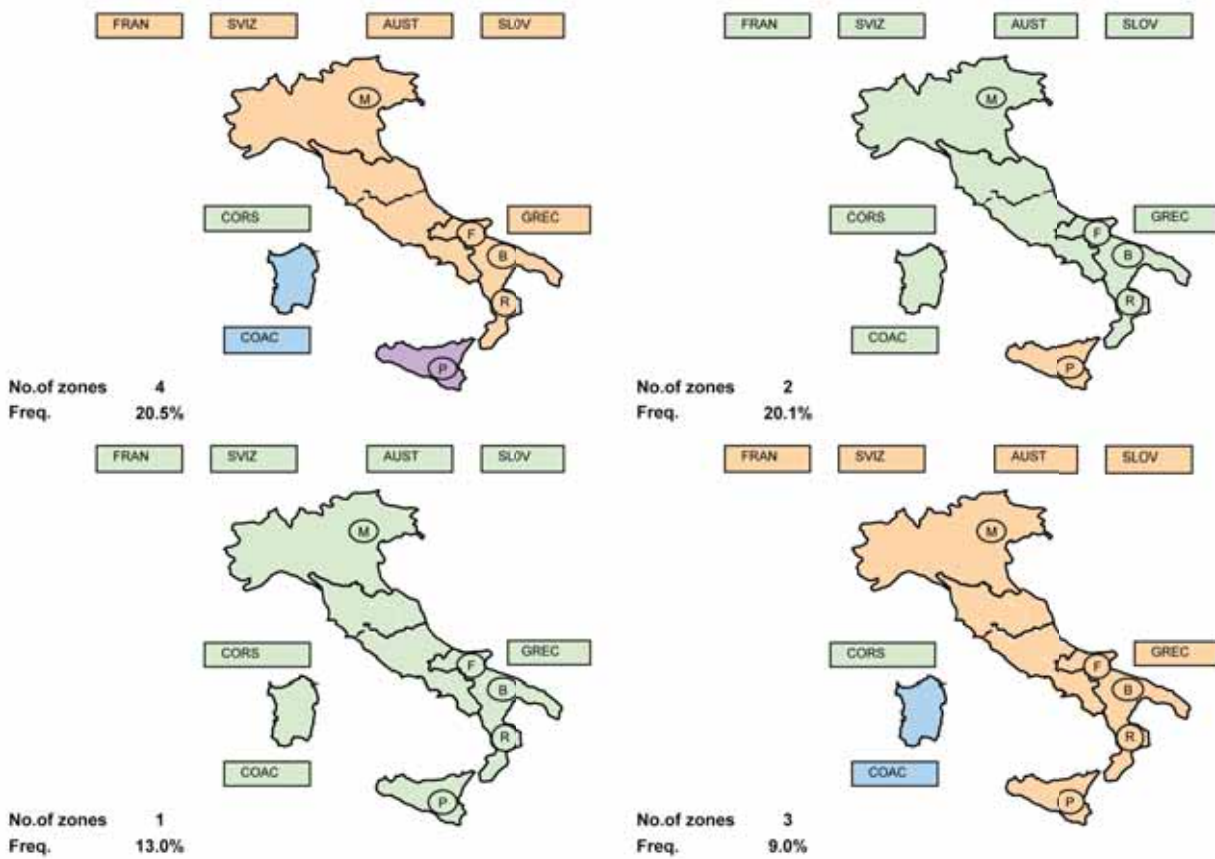 FRAN SVIZ AUST SL0V
M
CORS
F
GREC
B
R
COAC
P
No.of zones 4
Freq. 20.5%
FRAN SVIZ AUST SLOV
M
CORS
F
GREC
B
R
COAC
P
No.of zones 2
Freq. 20.1%
FRAN SVIZ AUST SL0V
M
CORS
F
GREC
B
R
COAC
P
No.of zones 1
Freq. 13.0%
FRAN SVIZ AUST SLOV
M
CORS
F
GREC
B
R
COAC
P
No.of zones 3
Freq. 9.0%